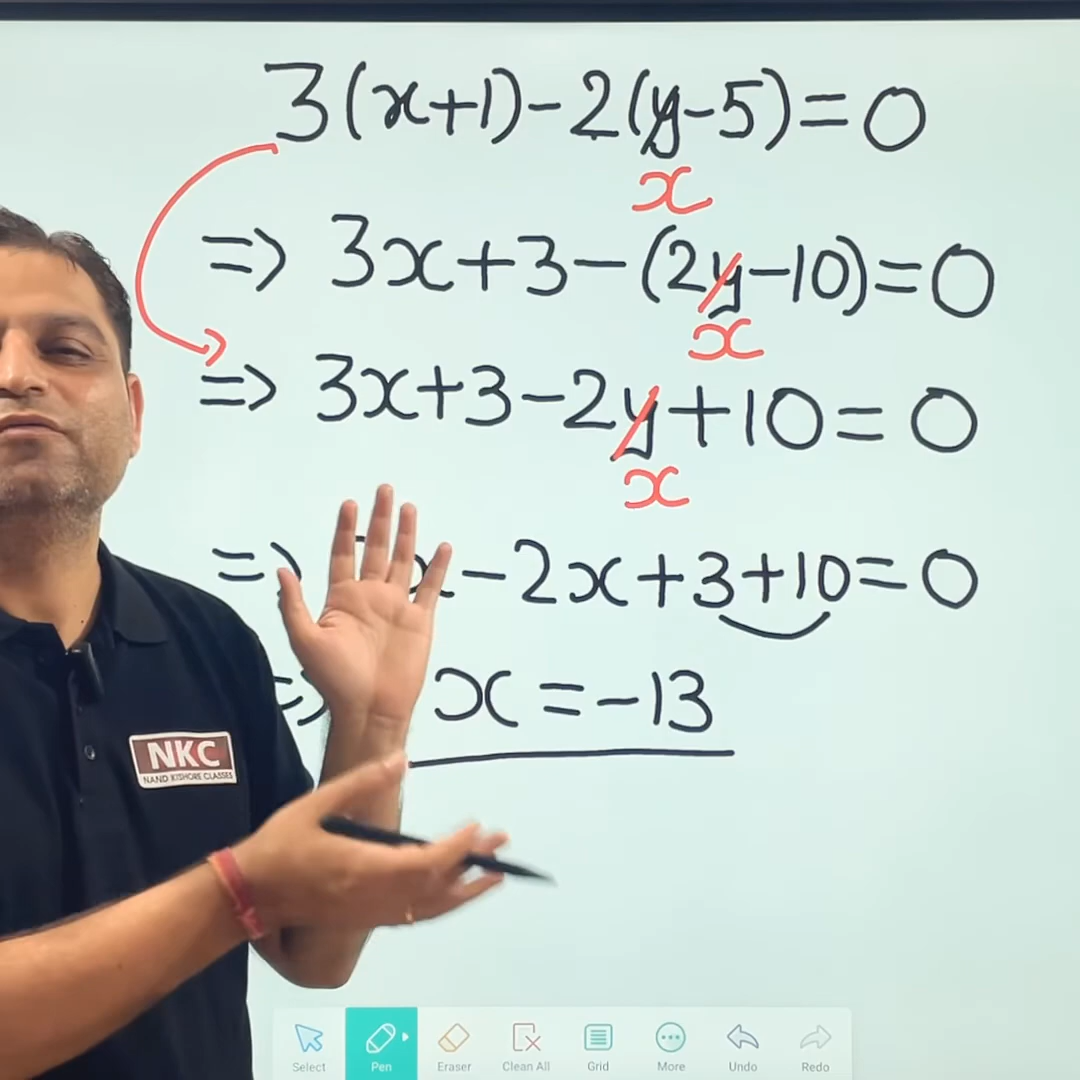 3(x+1)-2(y-5)=0
x
=> 3x+3-(2y-10)=0
x
=> 3x+3-2y+10=0
x
=> x-2x+3+10=0
=> x=-13
NKC
NAND KISHORE CLASSES
Select Pen Eraser Clean All Grid More Undo Redo